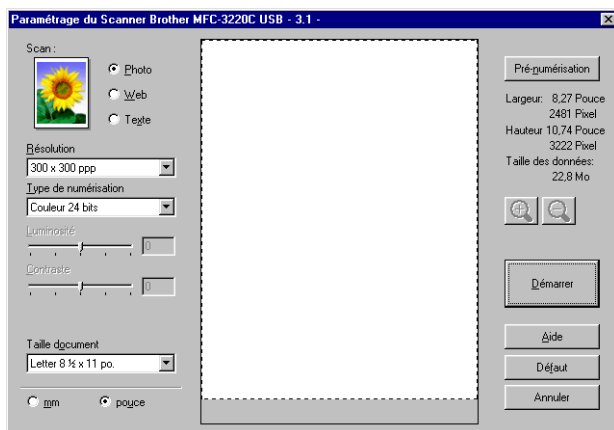 Paramétrage du Scanner Brother MFC-3220C USB - 3.1 -
Scan :
Photo
Web
Texte
Résolution
300 x 300 ppp
Type de numérisation
Couleur 24 bits
Luminosité
0
Contraste
0
Taille document
Letter 8 ½ x 11 po.
mm
pouce
Pré-numérisation
Largeur: 8,27 Pouce
2481 Pixel
Hauteur 10,74 Pouce
3222 Pixel
Taille des données:
22,8 Mo
Démarrer
Aide
Défaut
Annuler